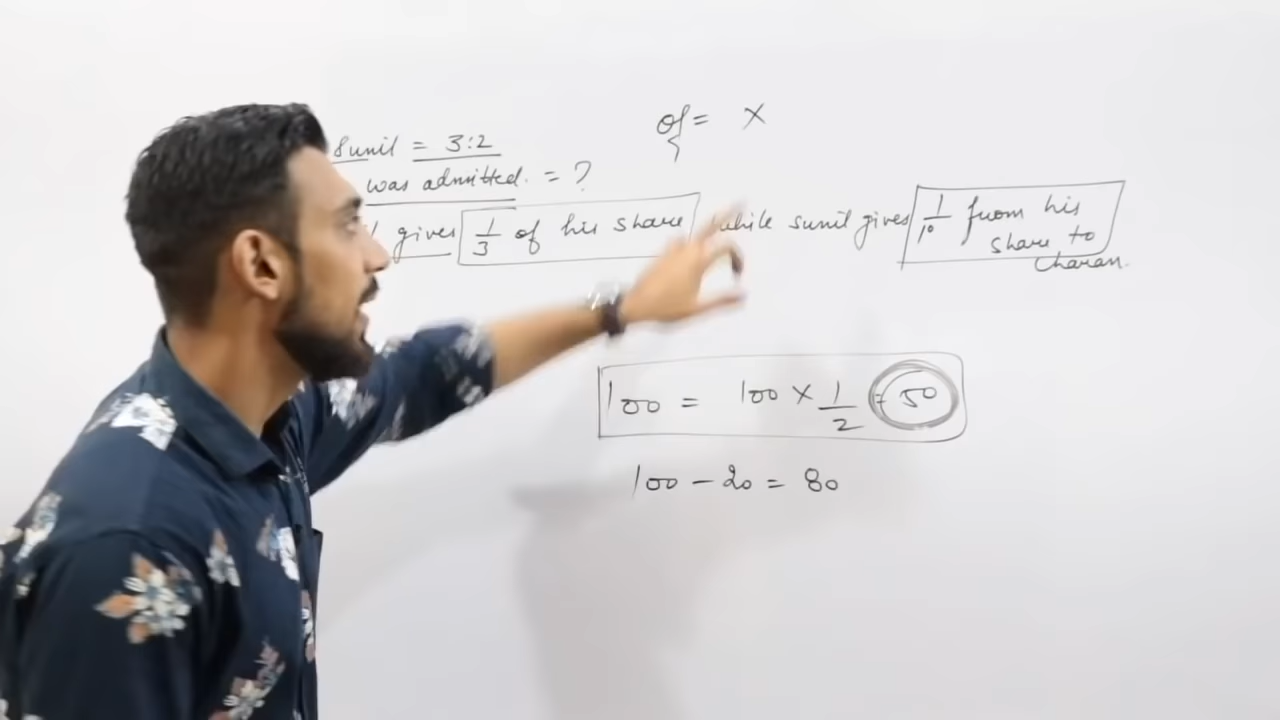 Sunil = 3:2
of = X
was admitted. = ?
gives 1/3 of his share while sunil gives 1/10 from his
share to
Charan.
100 = 100 X 1/2 = 50
100 - 20 = 80